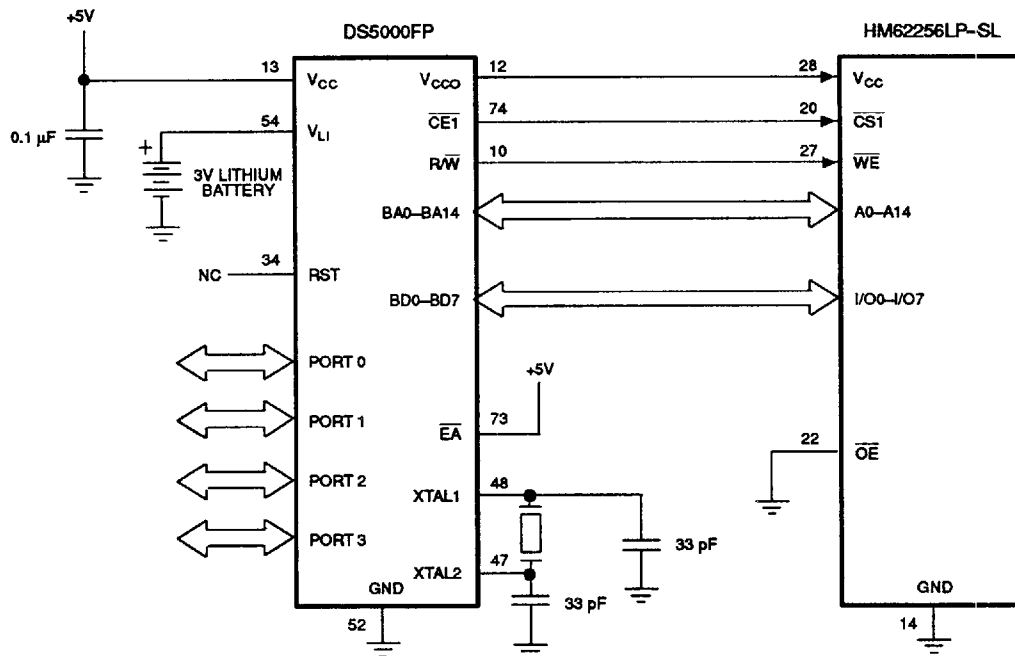 +5V
DS5000FP
HM62256LP-SL
13
VCC
VCCO
12
28
VCC
0.1 µF
54
VLI
CE1
74
20
CS1
+
3V LITHIUM
BATTERY
R/W
10
27
WE
BA0-BA14
A0-A14
NC
34
RST
BD0-BD7
I/O0-I/O7
PORT 0
+5V
PORT 1
EA
73
22
OE
PORT 2
XTAL1
48
33 pF
PORT 3
XTAL2
47
33 pF
GND
52
GND
14